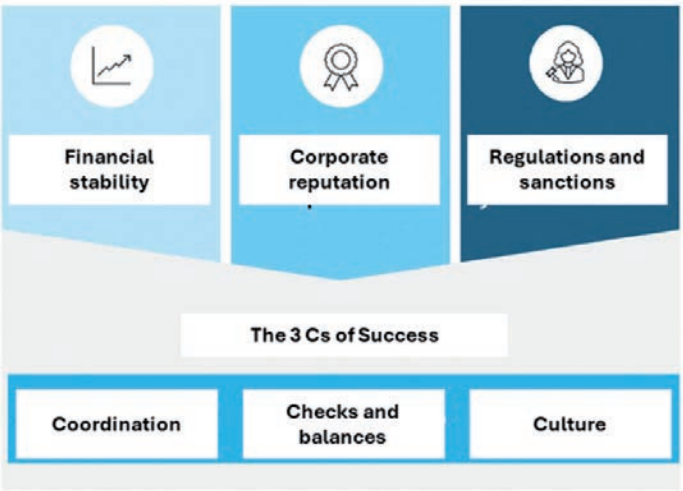 Financial
stability
Corporate
reputation
Regulations and
sanctions
The 3 Cs of Success
Coordination
Checks and
balances
Culture